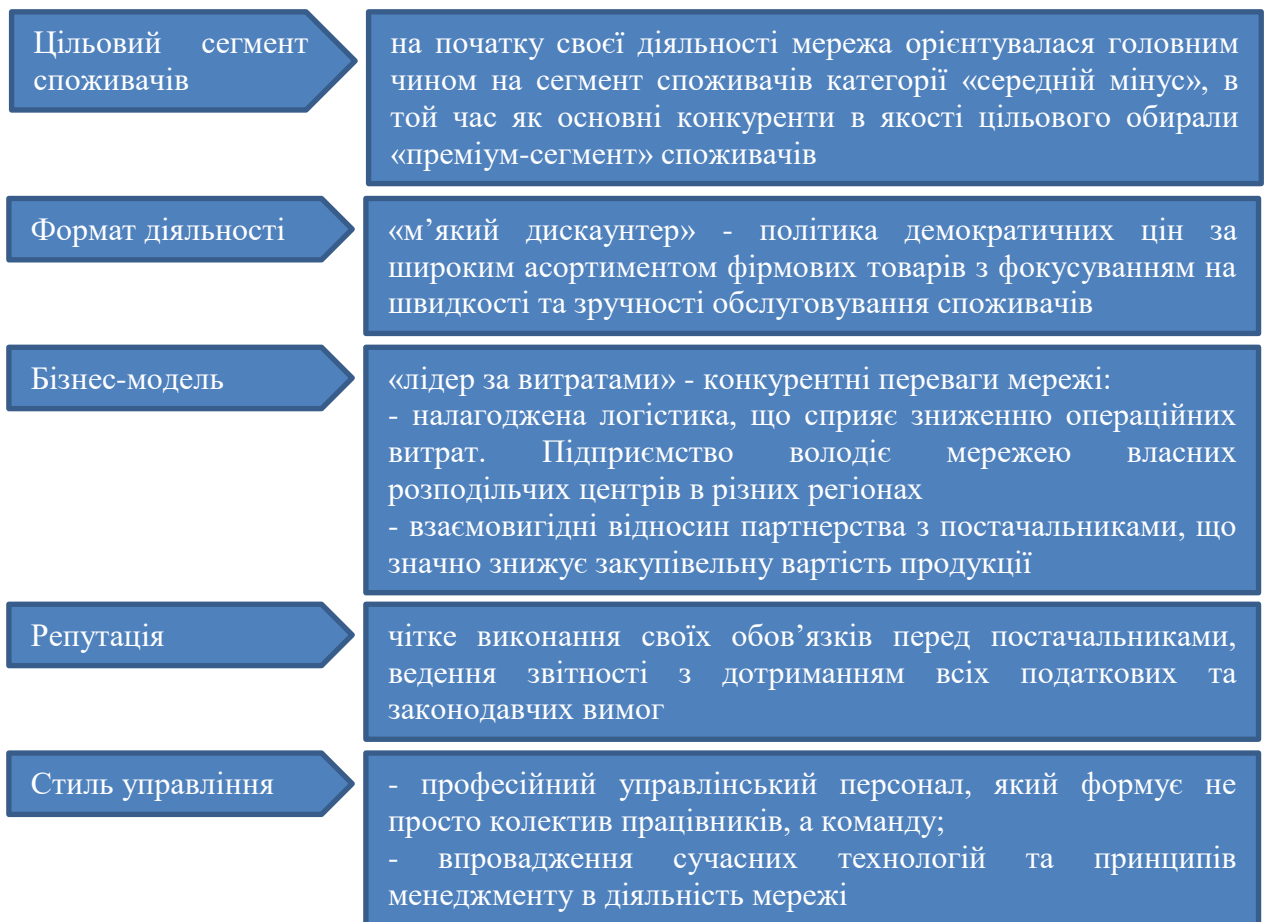 Цільовий сегмент
споживачів
на початку своєї діяльності мережа орієнтувалася головним
чином на сегмент споживачів категорії «середній мінус», в
той час як основні конкуренти в якості цільового обирали
«преміум-сегмент» споживачів
Формат діяльності
«м’який дискаунтер» - політика демократичних цін за
широким асортиментом фірмових товарів з фокусуванням на
швидкості та зручності обслуговування споживачів
Бізнес-модель
«лідер за витратами» - конкурентні переваги мережі:
- налагоджена логістика, що сприяє зниженню операційних
витрат. Підприємство володіє мережею власних
розподільчих центрів в різних регіонах
- взаємовигідні відносин партнерства з постачальниками, що
значно знижує закупівельну вартість продукції
Репутація
чітке виконання своїх обов’язків перед постачальниками,
ведення звітності з дотриманням всіх податкових та
законодавчих вимог
Стиль управління
- професійний управлінський персонал, який формує не
просто колектив працівників, а команду;
- впровадження сучасних технологій та принципів
менеджменту в діяльність мережі